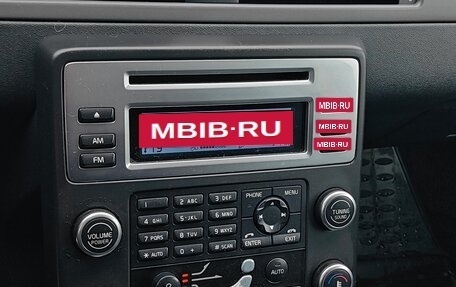 MBIB·RU
MBIB·RU
MBIB·RU
MBIB·RU
AM
FM
PHONE MENU
1 2 ABC 3 DEF
4 GHI 5 JKL 6 MNO
7 PQRS 8 TUV 9 WXYZ
* AUTO 0 + # SCAN
ENTER EXIT
VOLUME
POWER
TUNING
SOUND
AUTO